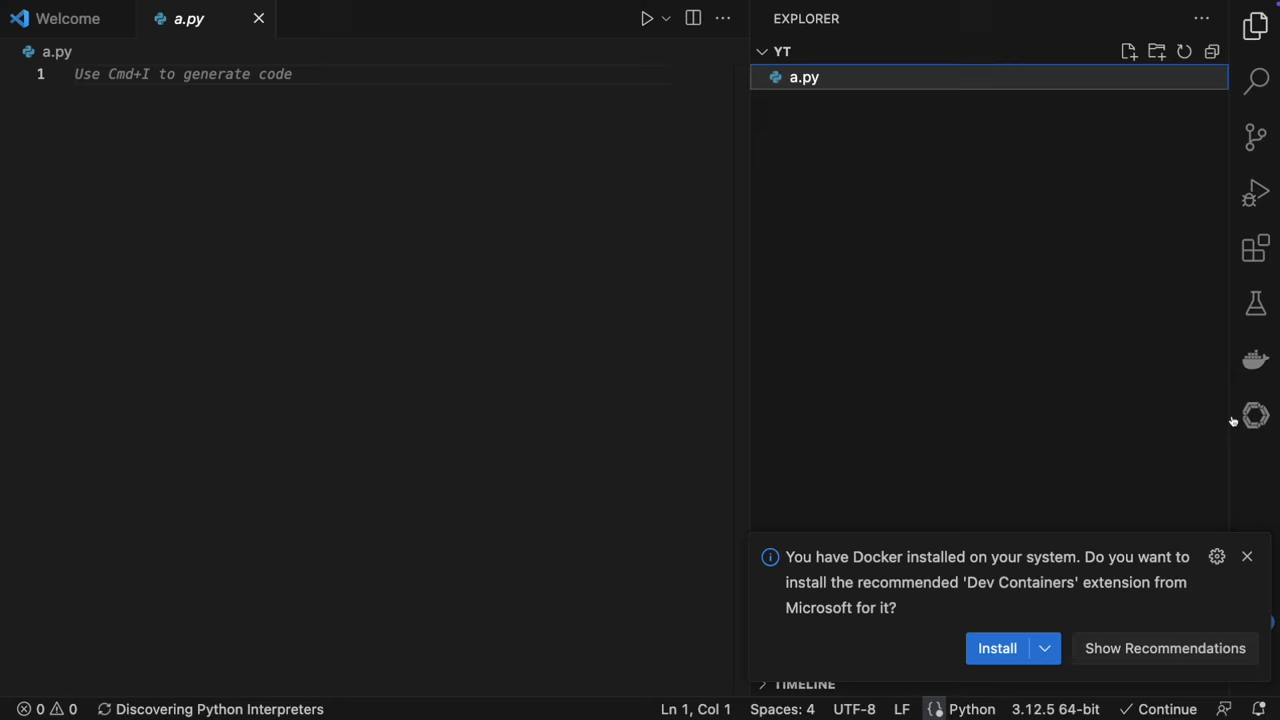 Welcome
a.py
a.py
1 Use Cmd+I to generate code
EXPLORER
YT
a.py
You have Docker installed on your system. Do you want to
install the recommended 'Dev Containers' extension from
Microsoft for it?
Install
Show Recommendations
TIMELINE
0 0 Discovering Python Interpreters
Ln 1, Col 1 Spaces: 4 UTF-8 LF Python 3.12.5 64-bit Continue